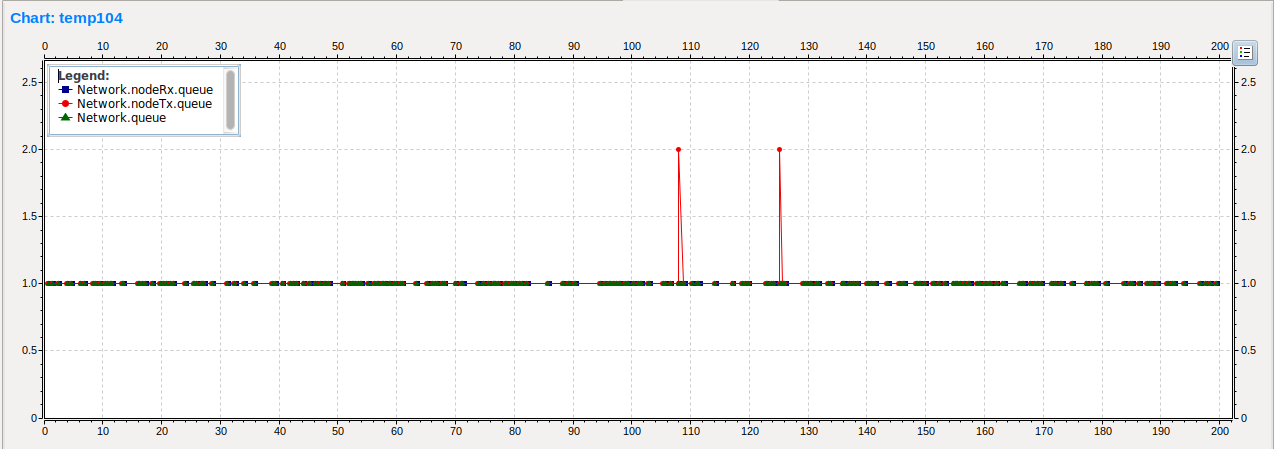 Chart: temp104
0 10 20 30 40 50 60 70 80 90 100 110 120 130 140 150 160 170 180 190 200
Legend:
Network.nodeRx.queue
Network.nodeTx.queue
Network.queue
2.5 2.5
2.0 2.0
1.5 1.5
1.0 1.0
0.5 0.5
0 0
0 10 20 30 40 50 60 70 80 90 100 110 120 130 140 150 160 170 180 190 200